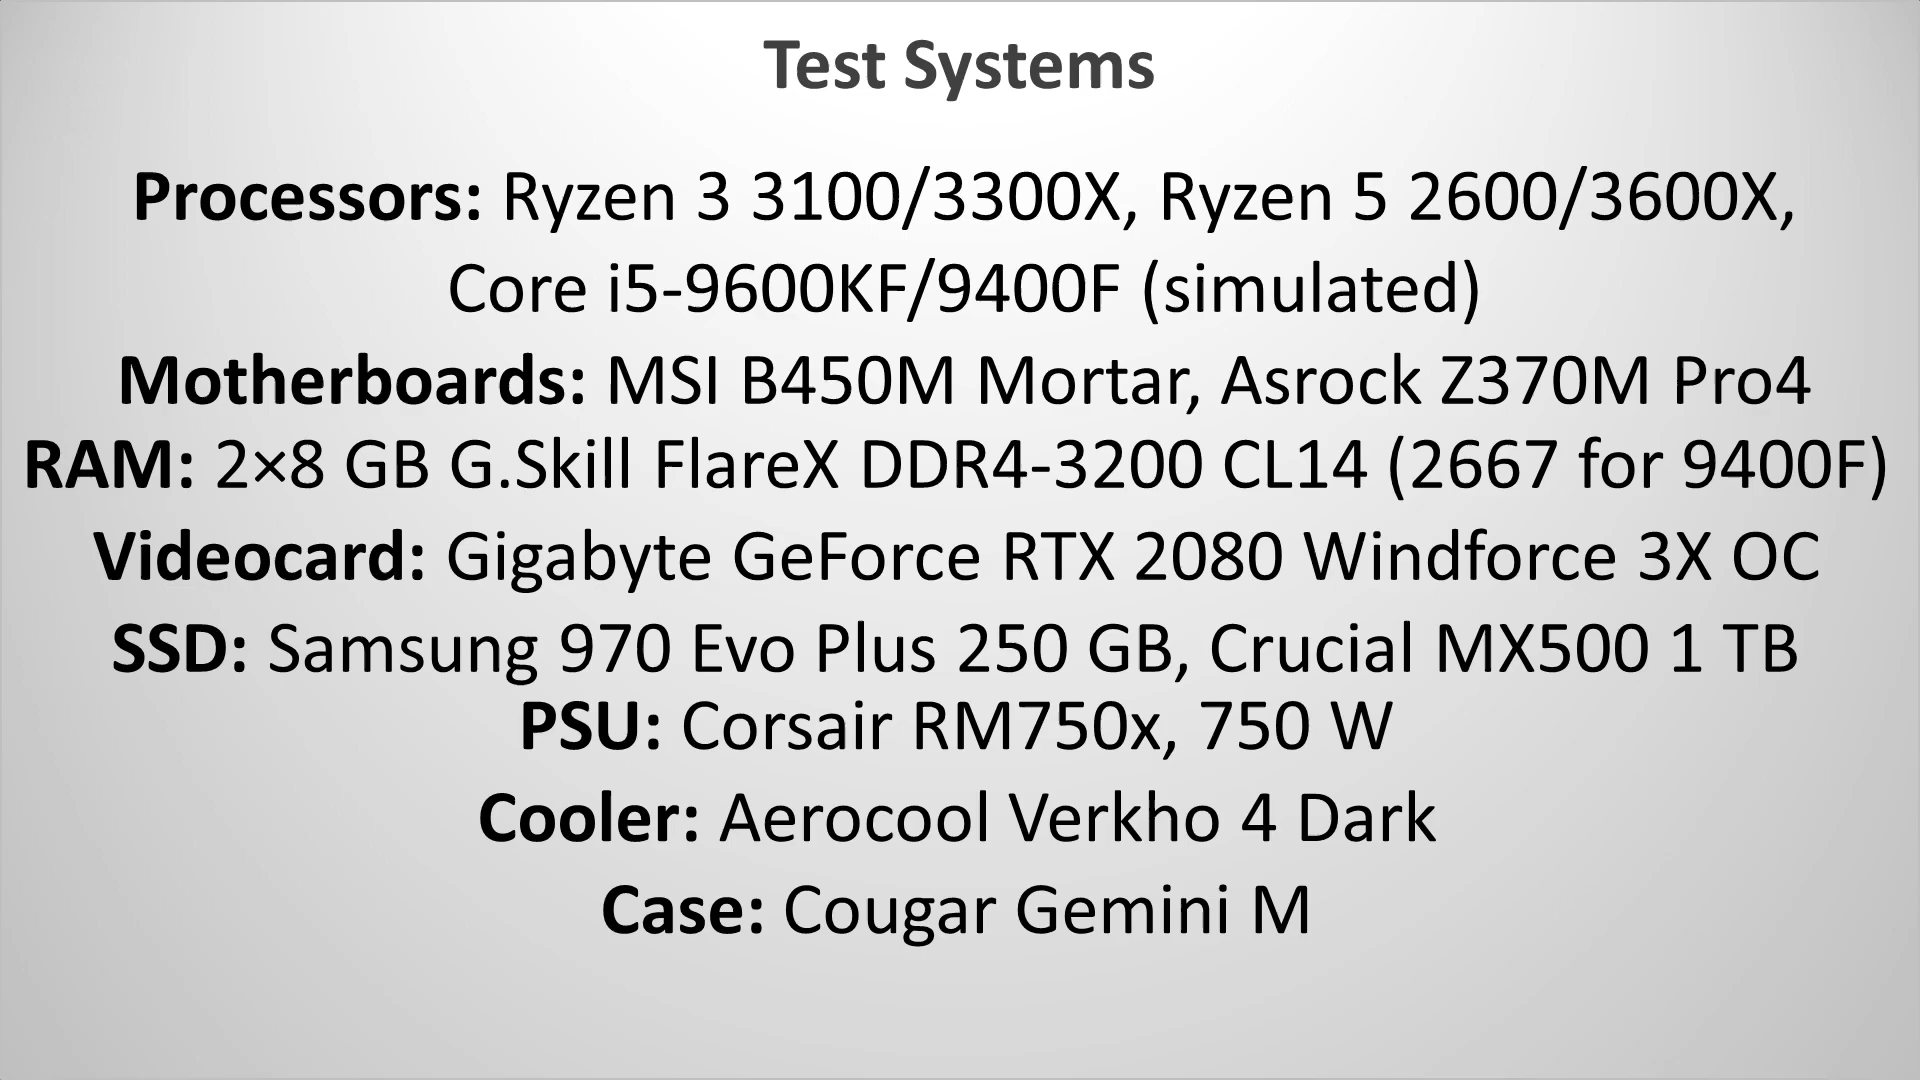 Test Systems
Processors: Ryzen 3 3100/3300X, Ryzen 5 2600/3600X,
Core i5-9600KF/9400F (simulated)
Motherboards: MSI B450M Mortar, Asrock Z370M Pro4
RAM: 2×8 GB G.Skill FlareX DDR4-3200 CL14 (2667 for 9400F)
Videocard: Gigabyte GeForce RTX 2080 Windforce 3X OC
SSD: Samsung 970 Evo Plus 250 GB, Crucial MX500 1 TB
PSU: Corsair RM750x, 750 W
Cooler: Aerocool Verkho 4 Dark
Case: Cougar Gemini M